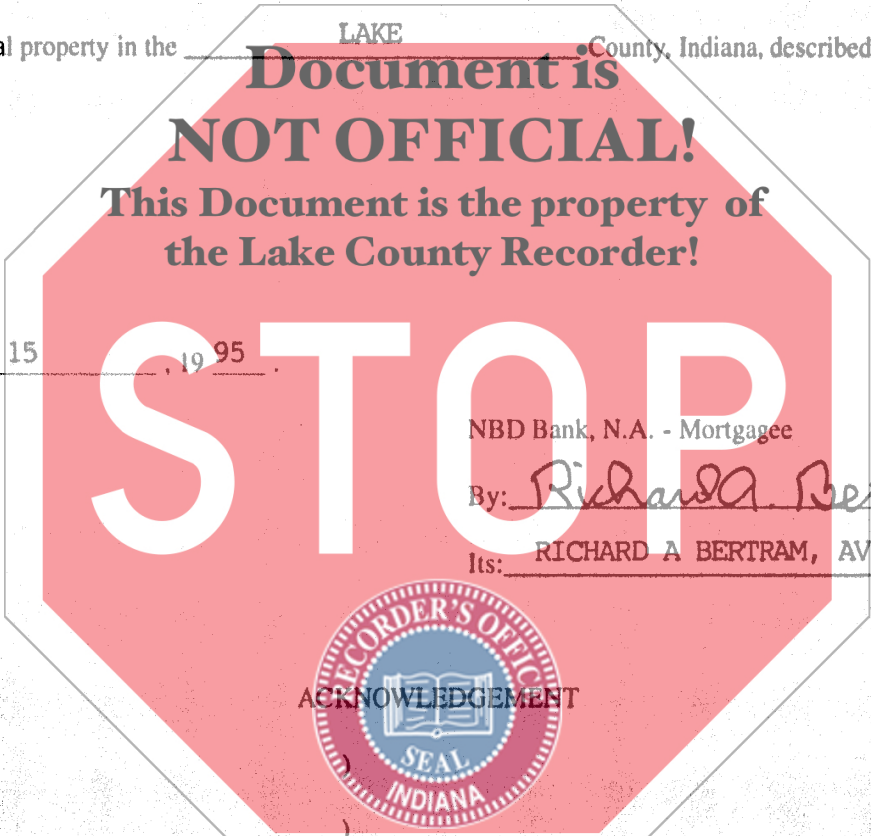 al property in the LAKE County, Indiana, described
Document is
NOT OFFICIAL!
This Document is the property of
the Lake County Recorder!
STOP
15 , 19 95 .
NBD Bank, N.A. - Mortgagee
By: Richard A. Be
Its: RICHARD A BERTRAM, AV
RECORDER'S OFFICE
ACKNOWLEDGEMENT
)
SEAL
INDIANA
)